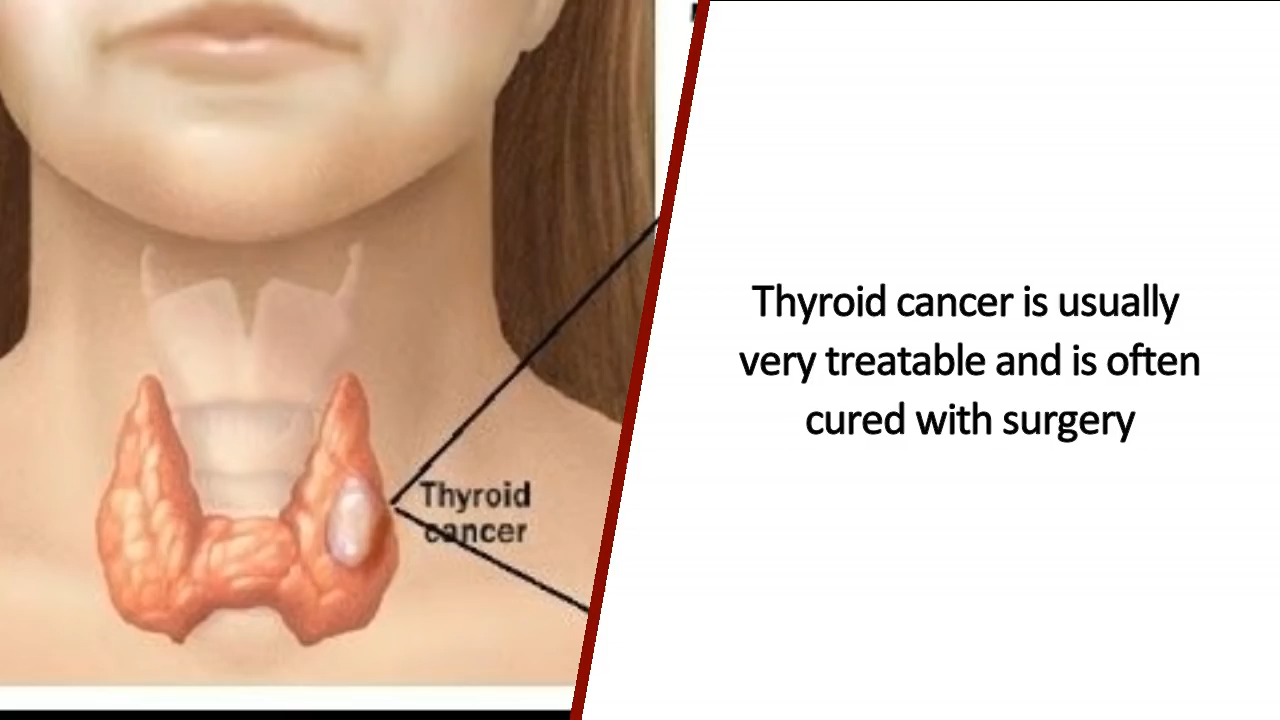 Thyroid
cancer
Thyroid cancer is usually
very treatable and is often
cured with surgery